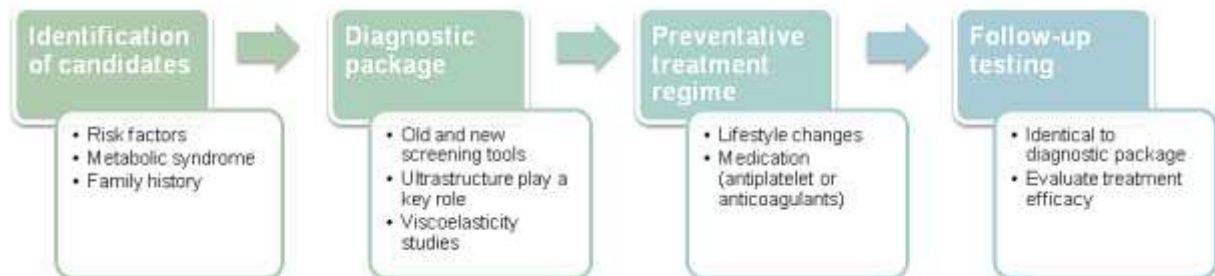 Identification
of candidates
• Risk factors
• Metabolic syndrome
• Family history
Diagnostic
package
• Old and new
screening tools
• Ultrastructure play a
key role
• Viscoelasticity
studies
Preventative
treatment
regime
• Lifestyle changes
• Medication
(antiplatelet or
anticoagulants)
Follow-up
testing
• Identical to
diagnostic package
• Evaluate treatment
efficacy